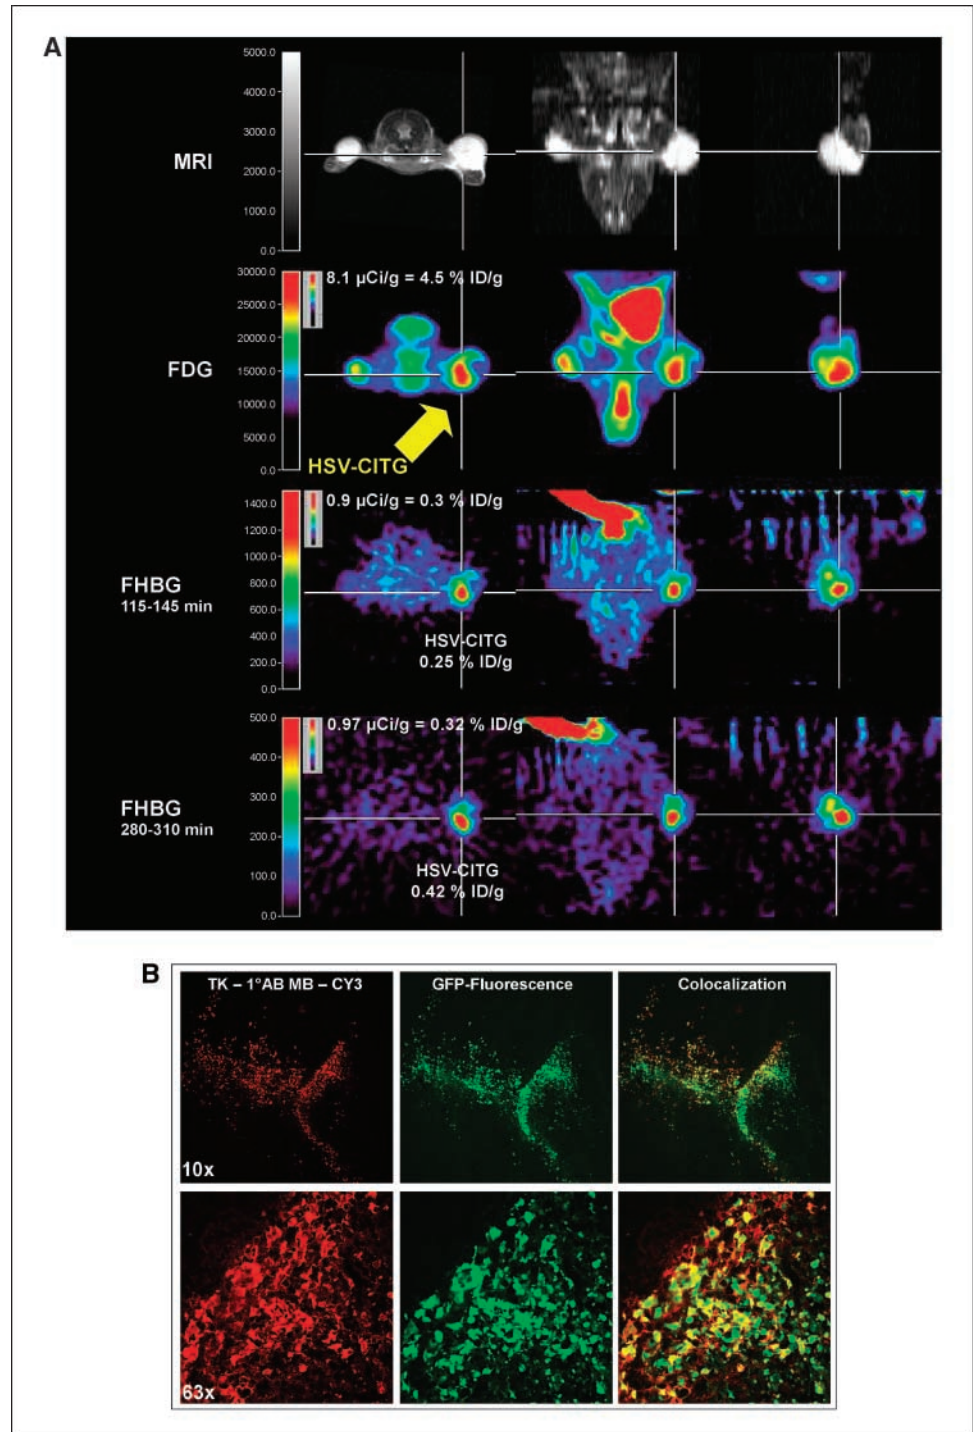 A
5000.0
4000.0
3000.0
2000.0
1000.0
0.0
MRI
30000.0
25000.0
20000.0
15000.0
10000.0
5000.0
0.0
8.1 µCi/g = 4.5 % ID/g
FDG
HSV-CITG
1400.0
1200.0
1000.0
800.0
600.0
400.0
200.0
0.0
0.9 µCi/g = 0.3 % ID/g
FHBG
115-145 min
HSV-CITG
0.25 % ID/g
500.0
400.0
300.0
200.0
100.0
0.0
0.97 µCi/g = 0.32 % ID/g
FHBG
280-310 min
HSV-CITG
0.42 % ID/g
B
TK – 1°AB MB – CY3
GFP-Fluorescence
Colocalization
10x
63x